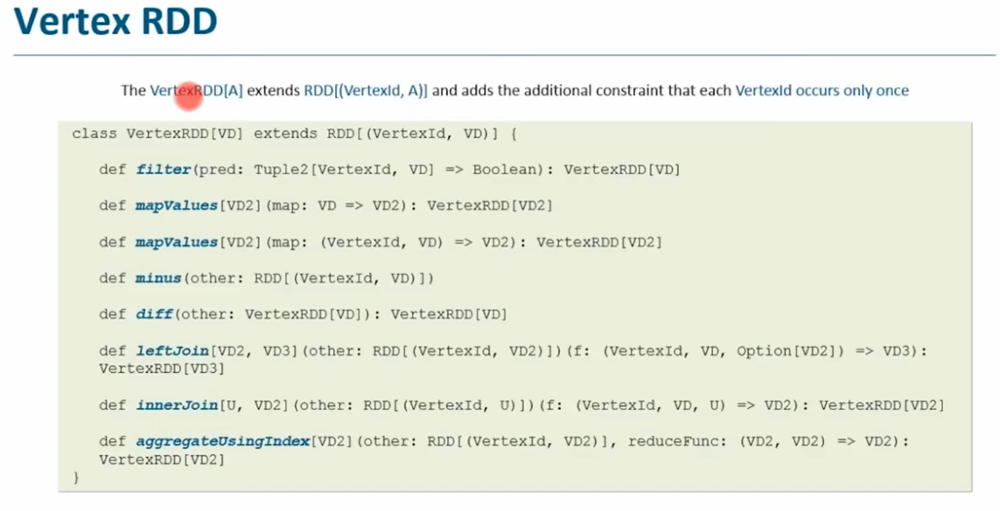 Vertex RDD
The VertexRDD[A] extends RDD[(VertexId, A)] and adds the additional constraint that each VertexId occurs only once
class VertexRDD[VD] extends RDD[(VertexId, VD)] {
def filter(pred: Tuple2[VertexId, VD] => Boolean): VertexRDD[VD]
def mapValues[VD2](map: VD => VD2): VertexRDD[VD2]
def mapValues[VD2](map: (VertexId, VD) => VD2): VertexRDD[VD2]
def minus(other: RDD[(VertexId, VD)])
def diff(other: VertexRDD[VD]): VertexRDD[VD]
def leftJoin[VD2, VD3](other: RDD[(VertexId, VD2)])(f: (VertexId, VD, Option[VD2]) => VD3):
VertexRDD[VD3]
def innerJoin[U, VD2](other: RDD[(VertexId, U)])(f: (VertexId, VD, U) => VD2): VertexRDD[VD2]
def aggregateUsingIndex[VD2](other: RDD[(VertexId, VD2)], reduceFunc: (VD2, VD2) => VD2):
VertexRDD[VD2]
}